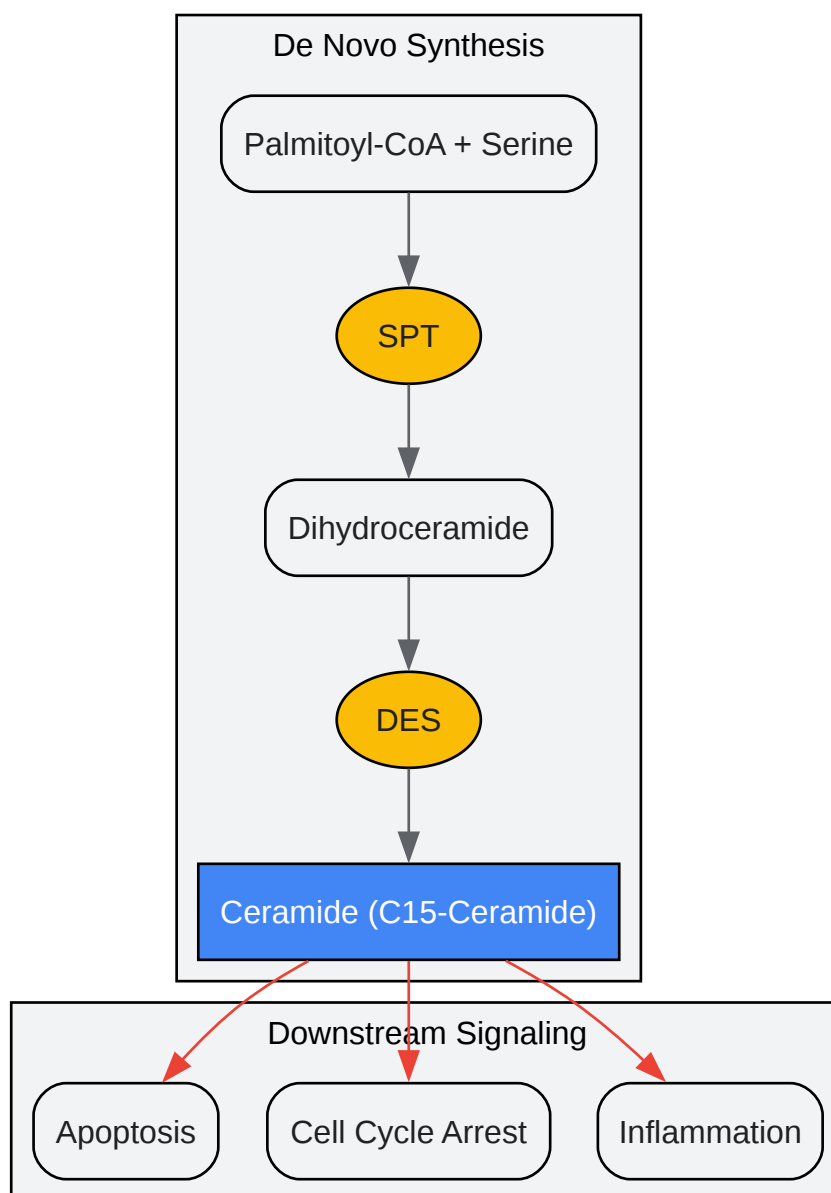 De Novo Synthesis
Palmitoyl-CoA + Serine
SPT
Dihydroceramide
DES
Ceramide (C15-Ceramide)
Downstream Signaling
Apoptosis
Cell Cycle Arrest
Inflammation